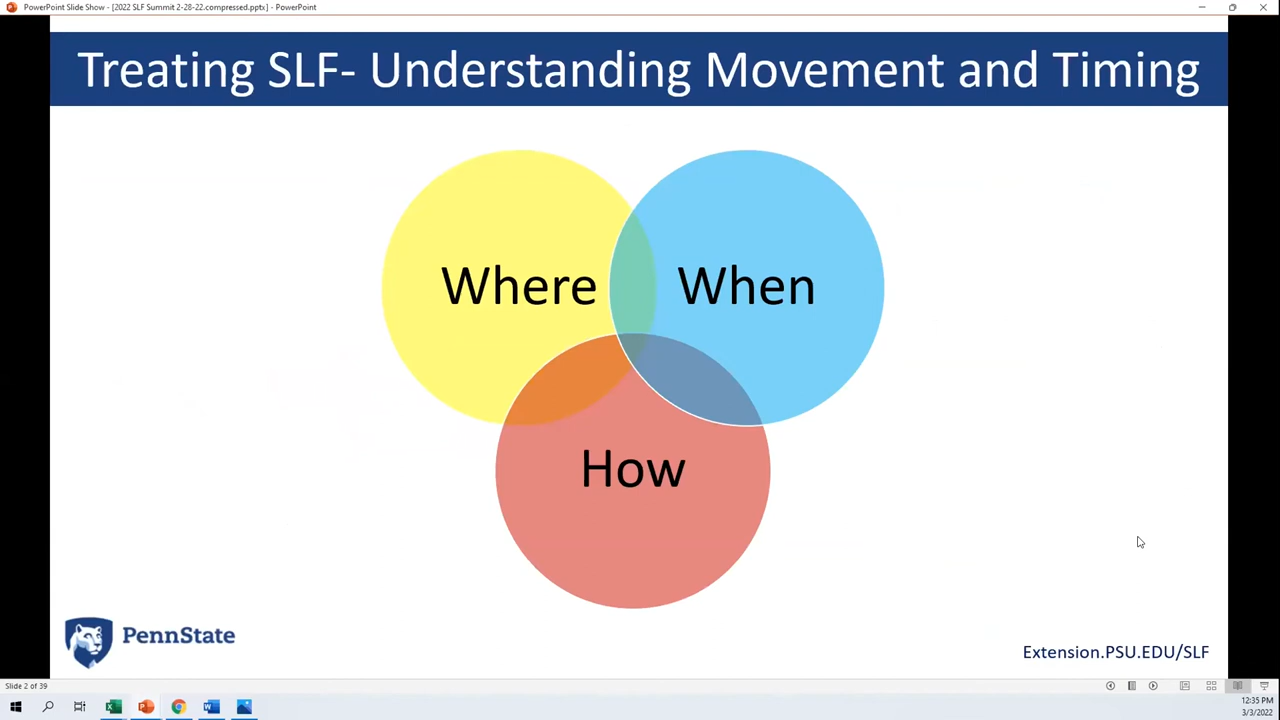 PowerPoint Slide Show - [2022 SLF Summit 2-28-22.compressed.pptx] - PowerPoint
Treating SLF- Understanding Movement and Timing
Where
When
How
PennState
Extension.PSU.EDU/SLF
Slide 2 of 39
12:35 PM
3/3/2022